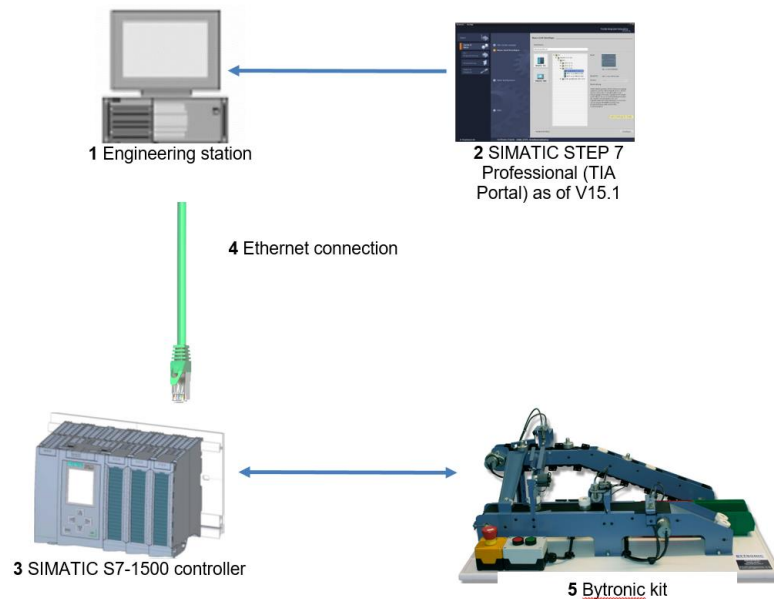 1 Engineering station
2 SIMATIC STEP 7
Professional (TIA
Portal) as of V15.1
4 Ethernet connection
3 SIMATIC S7-1500 controller
5 Bytronic kit